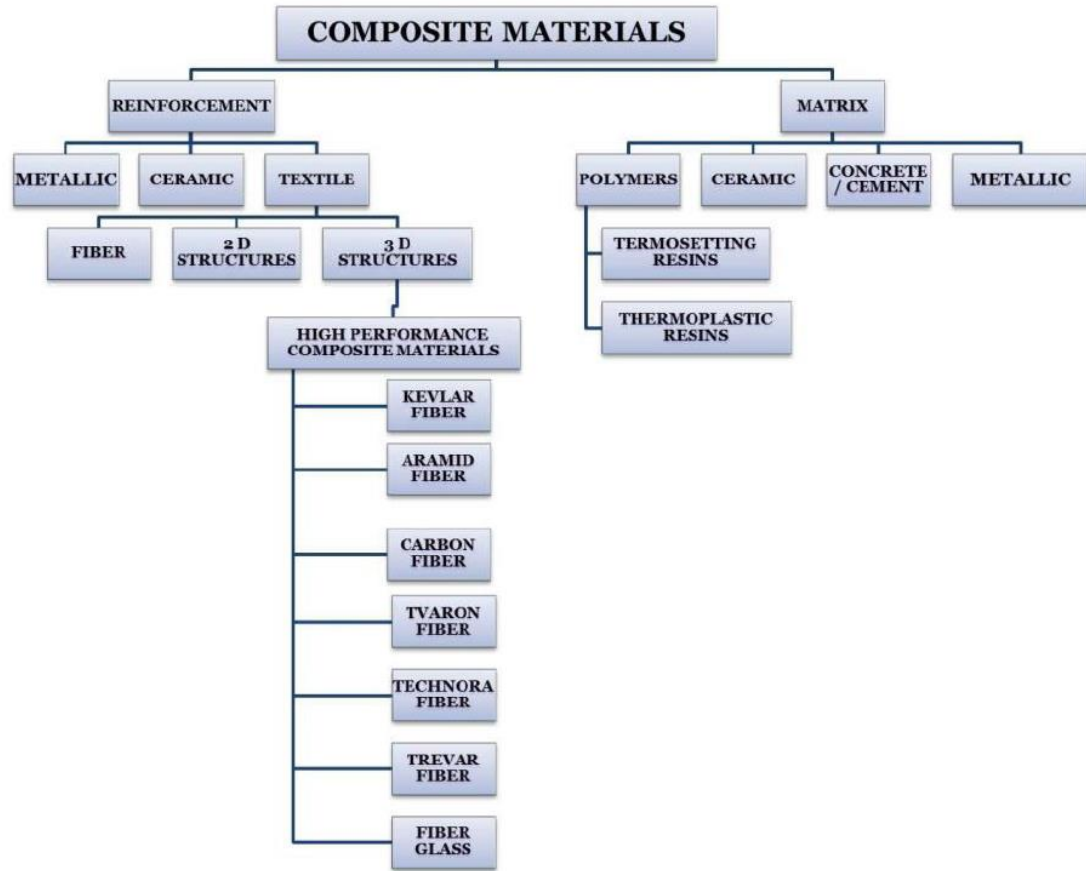 COMPOSITE MATERIALS
REINFORCEMENT
MATRIX
METALLIC
CERAMIC
TEXTILE
POLYMERS
CERAMIC
CONCRETE
/ CEMENT
METALLIC
FIBER
2 D
STRUCTURES
3 D
STRUCTURES
TERMOSETTING
RESINS
THERMOPLASTIC
RESINS
HIGH PERFORMANCE
COMPOSITE MATERIALS
KEVLAR
FIBER
ARAMID
FIBER
CARBON
FIBER
TVARON
FIBER
TECHNORA
FIBER
TREVAR
FIBER
FIBER
GLASS